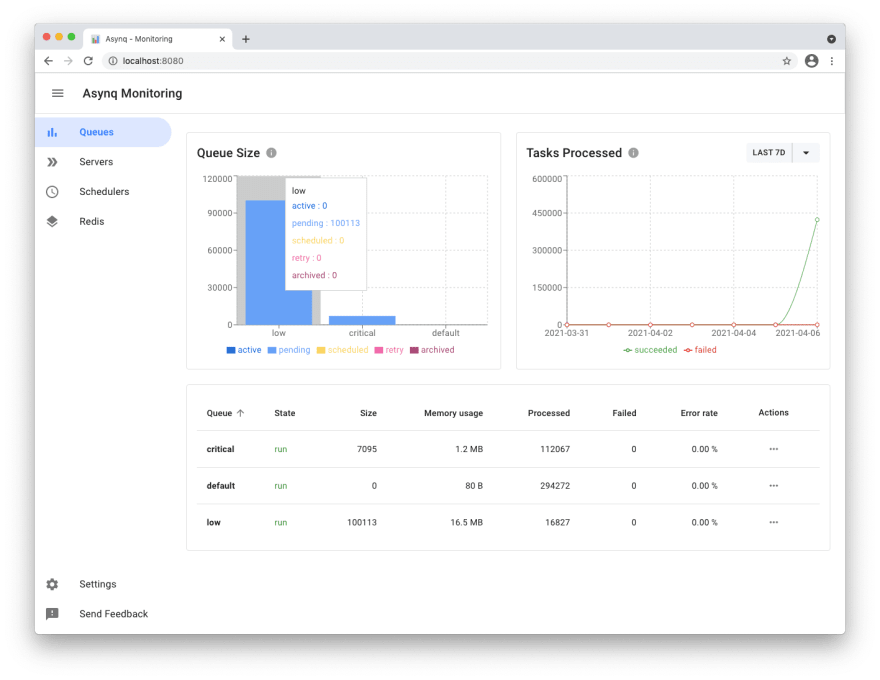 Asynq - Monitoring
localhost:8080
Asynq Monitoring
Queues
Servers
Schedulers
Redis
Queue Size
120000
90000
60000
30000
0
low
active : 0
pending : 100113
scheduled : 0
retry : 0
archived : 0
low critical default
active pending scheduled retry archived
Tasks Processed
LAST 7D
600000
450000
300000
150000
0
2021-03-31 2021-04-02 2021-04-04 2021-04-06
succeeded failed
Queue State Size Memory usage Processed Failed Error rate Actions
critical run 7095 1.2 MB 112067 0 0.00 % ...
default run 0 80 B 294272 0 0.00 % ...
low run 100113 16.5 MB 16827 0 0.00 % ...
Settings
Send Feedback